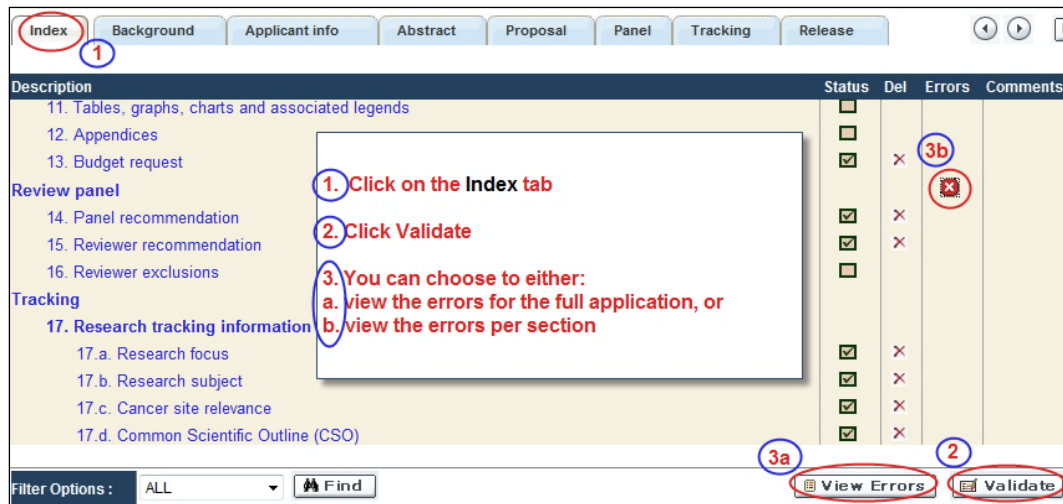 Index Background Applicant info Abstract Proposal Panel Tracking Release
1
Description Status Del Errors Comments
11. Tables, graphs, charts and associated legends
12. Appendices
13. Budget request
3b
Review panel
14. Panel recommendation
15. Reviewer recommendation
16. Reviewer exclusions
Tracking
17. Research tracking information
17.a. Research focus
17.b. Research subject
17.c. Cancer site relevance
17.d. Common Scientific Outline (CSO)
1. Click on the Index tab
2. Click Validate
3. You can choose to either:
a. view the errors for the full application, or
b. view the errors per section
3a 2
Filter Options : ALL Find View Errors Validate